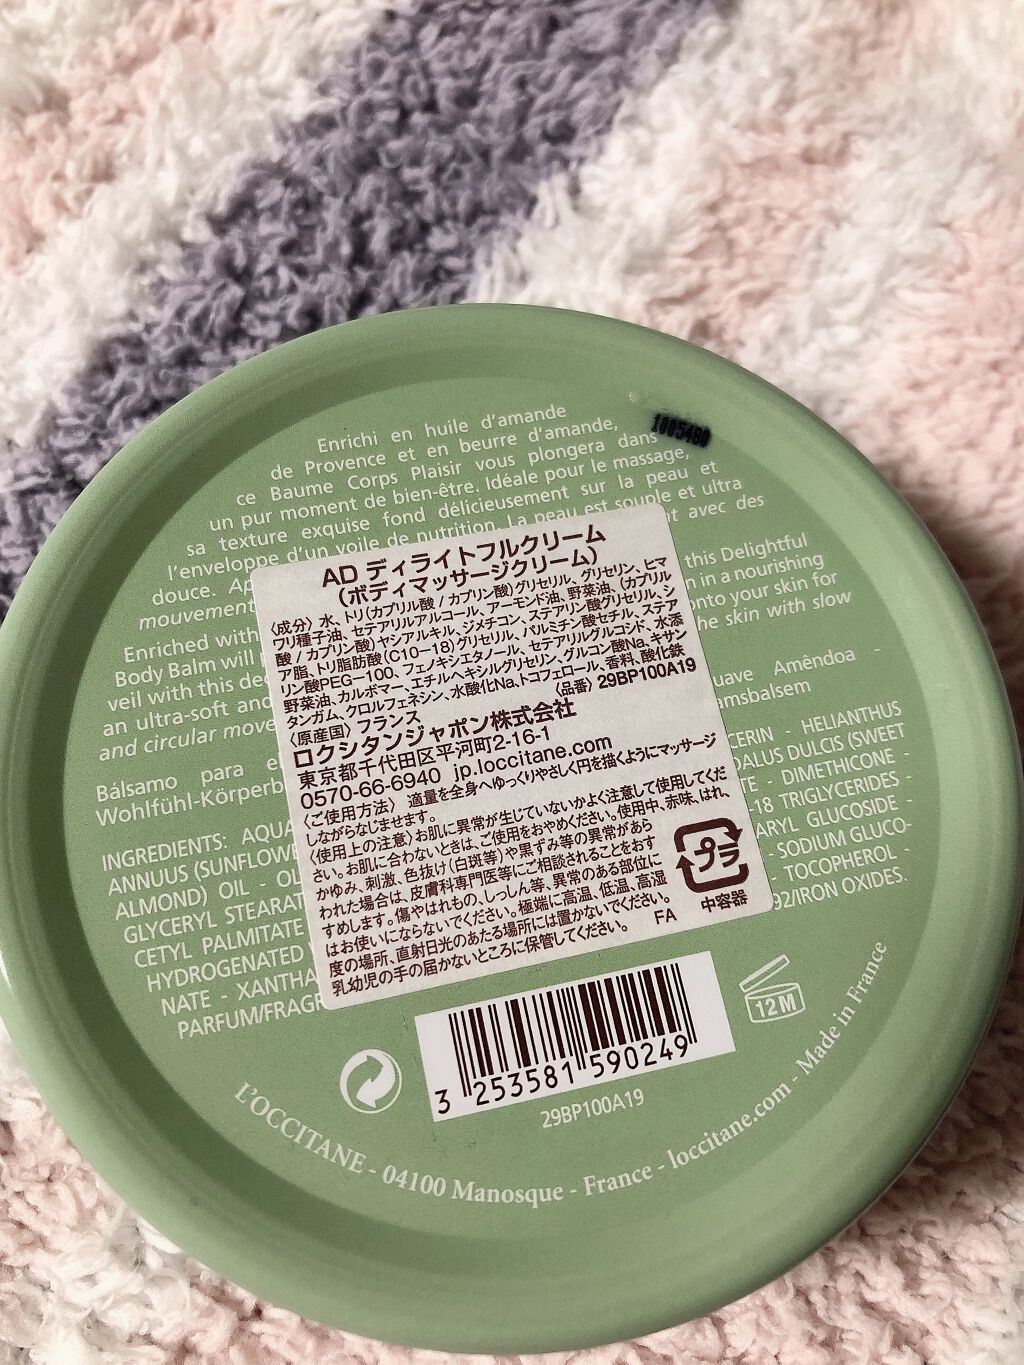 Enrichi en huile d'amande
de Provence et en beurre d'amande,
ce Baume Corps Plaisir vous plongera dans
un pur moment de bien-être. Idéale pour le massage,
sa texture exquise fond délicieusement sur la peau et
l'enveloppe d'un voile de nutrition. La peau est souple et ultra
douce. avec des
mouvement
this Delightful
Enriched with in a nourishing
Body Balm will onto your skin for
veil with this the skin with slow
an ultra-soft and
and circular
Bálsamo para Amêndoa -
Wohlfühl-Körperb amsbalsem
INGREDIENTS: AQUA HELIANTHUS
ANNUUS (SUNFLOWE DULCIS (SWEET
ALMOND) OIL - DIMETHICONE -
GLYCERYL STEARAT -18 TRIGLYCERIDES -
CETYL PALMITATE GLUCOSIDE -
HYDROGENATED - SODIUM GLUCO-
NATE - XANTHA - TOCOPHEROL -
PARFUM/FRAGR 92/IRON OXIDES.
1005480
AD ディライトフルクリーム
(ボディマッサージクリーム)
〈成分〉水、トリ(カプリル酸/カプリン酸)グリセリル、グリセリン、ヒマ
ワリ種子油、セテアリルアルコール、アーモンド油、野菜油、(カプリル
酸/カプリン酸)ヤシアルキル、ジメチコン、ステアリン酸グリセリル、シ
ア脂、トリ脂肪酸(C10-18)グリセリル、パルミチン酸セチル、ステア
リン酸PEG-100、フェノキシエタノール、セテアリルグルコシド、水添
野菜油、カルボマー、エチルヘキシルグリセリン、グルコン酸Na、キサン
タンガム、クロルフェネシン、水酸化Na、トコフェロール、香料、酸化鉄
〈原産国〉フランス 〈品番〉29BP100A19
ロクシタンジャポン株式会社
東京都千代田区平河町2-16-1
0570-66-6940 jp.loccitane.com
〈ご使用方法〉 適量を全身へゆっくりやさしく円を描くようにマッサージ
しながらなじませます。
〈使用上の注意〉お肌に異常が生じていないかよく注意して使用してくだ
さい。お肌に合わないときは、ご使用をおやめください。使用中、赤味、はれ、
かゆみ、刺激、色抜け(白斑等)や黒ずみ等の異常があら
われた場合は、皮膚科専門医等にご相談されることをおす
すめします。傷やはれもの、しっしん等、異常のある部位に
はお使いにならないでください。極端に高温、低温、高湿
度の場所、直射日光のあたる場所には置かないでください。
乳幼児の手の届かないところに保管してください。 FA
プラ
中容器
12M
3 253581 590249
29BP100A19
L'OCCITANE - 04100 Manosque - France - loccitane.com - Made in France